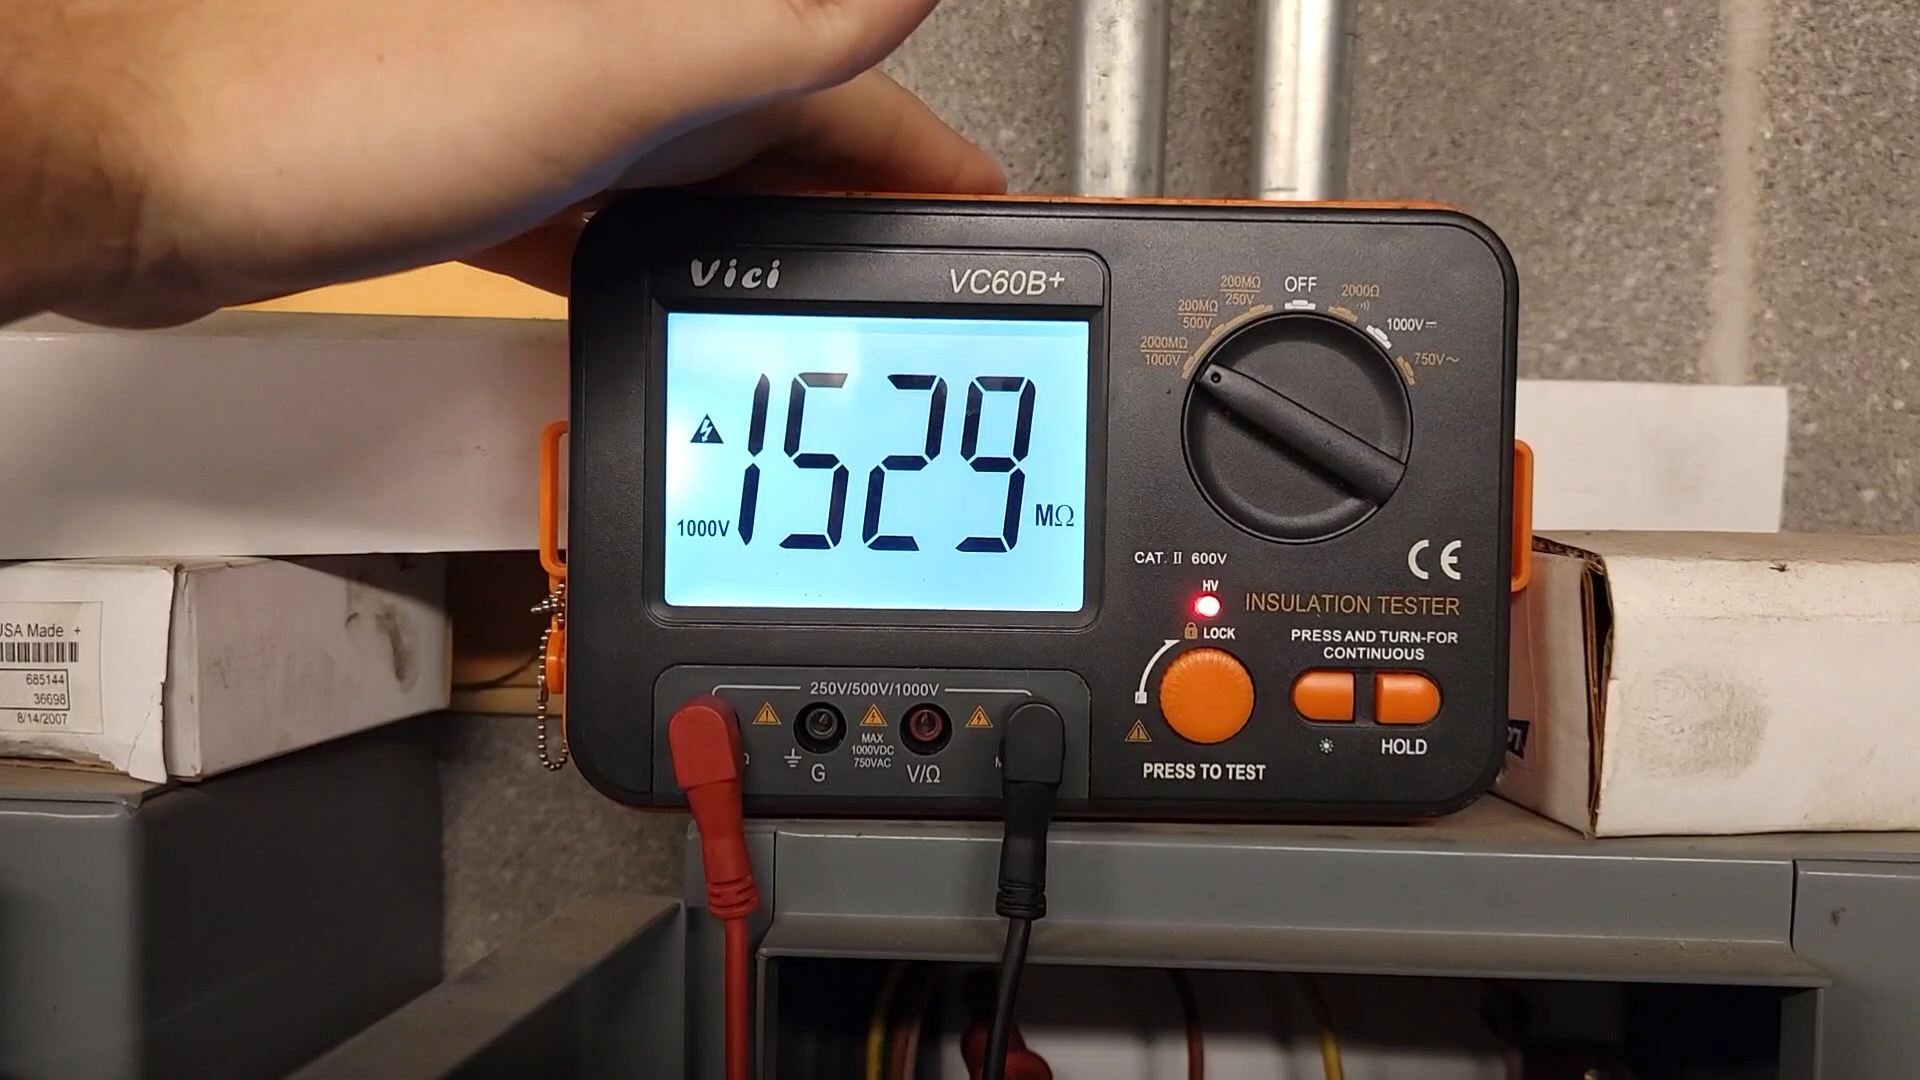 Vici
VC60B+
1529
1000V
MΩ
OFF
200MΩ
250V
200MΩ
500V
2000MΩ
1000V
2000Ω
1000V
750V~
CAT. II 600V
CE
HV
INSULATION TESTER
LOCK
PRESS AND TURN-FOR
CONTINUOUS
HOLD
PRESS TO TEST
250V/500V/1000V
MAX
1000VDC
750VAC
G
V/Ω
USA Made +
685144
36698
8/14/2007